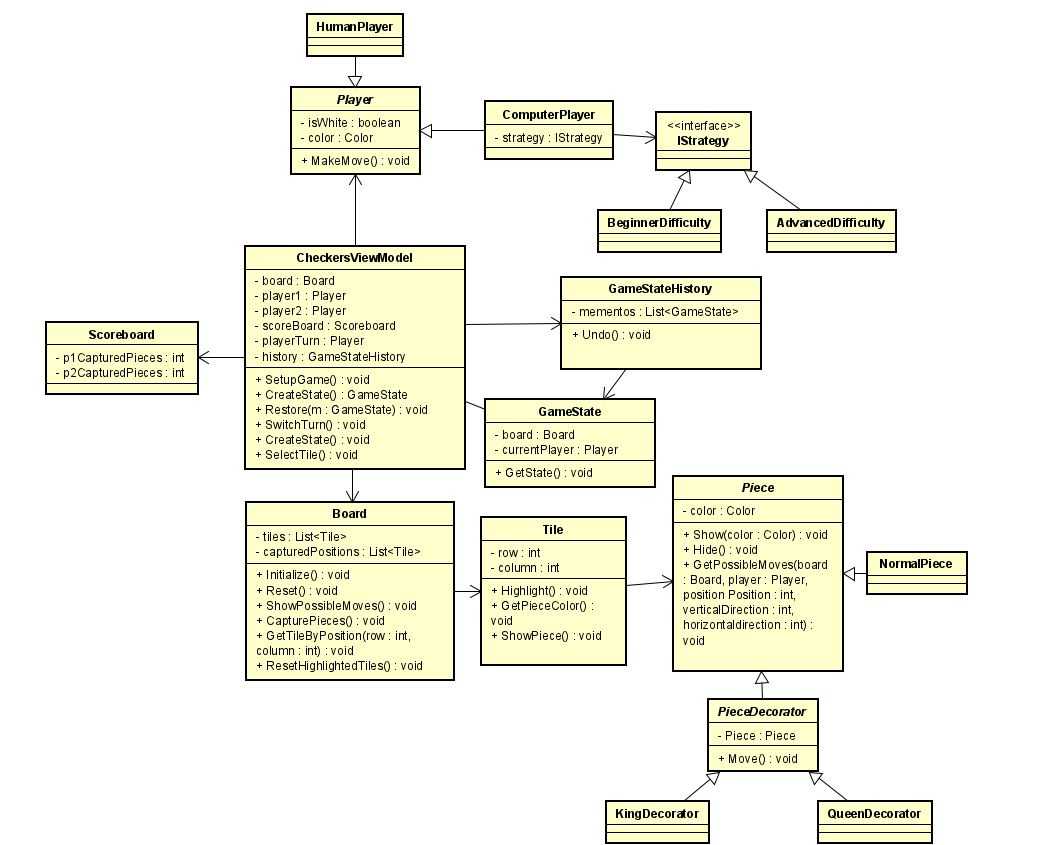 HumanPlayer
Player
- isWhite : boolean
- color : Color
+ MakeMove() : void
ComputerPlayer
- strategy : IStrategy
<<interface>>
IStrategy
BeginnerDifficulty
AdvancedDifficulty
CheckersViewModel
- board : Board
- player1 : Player
- player2 : Player
- scoreBoard : Scoreboard
- playerTurn : Player
- history : GameStateHistory
+ SetupGame() : void
+ CreateState() : GameState
+ Restore(m : GameState) : void
+ SwitchTurn() : void
+ CreateState() : void
+ SelectTile() : void
GameStateHistory
- mementos : List<GameState>
+ Undo() : void
Scoreboard
- p1CapturedPieces : int
- p2CapturedPieces : int
GameState
- board : Board
- currentPlayer : Player
+ GetState() : void
Board
- tiles : List<Tile>
- capturedPositions : List<Tile>
+ Initialize() : void
+ Reset() : void
+ ShowPossibleMoves() : void
+ CapturePieces() : void
+ GetTileByPosition(row : int,
column : int) : void
+ ResetHighlightedTiles() : void
Tile
- row : int
- column : int
+ Highlight() : void
+ GetPieceColor() :
void
+ ShowPiece() : void
Piece
- color : Color
+ Show(color : Color) : void
+ Hide() : void
+ GetPossibleMoves(board
: Board, player : Player,
position Position : int,
verticalDirection : int,
horizontaldirection : int) :
void
NormalPiece
PieceDecorator
- Piece : Piece
+ Move() : void
KingDecorator
QueenDecorator